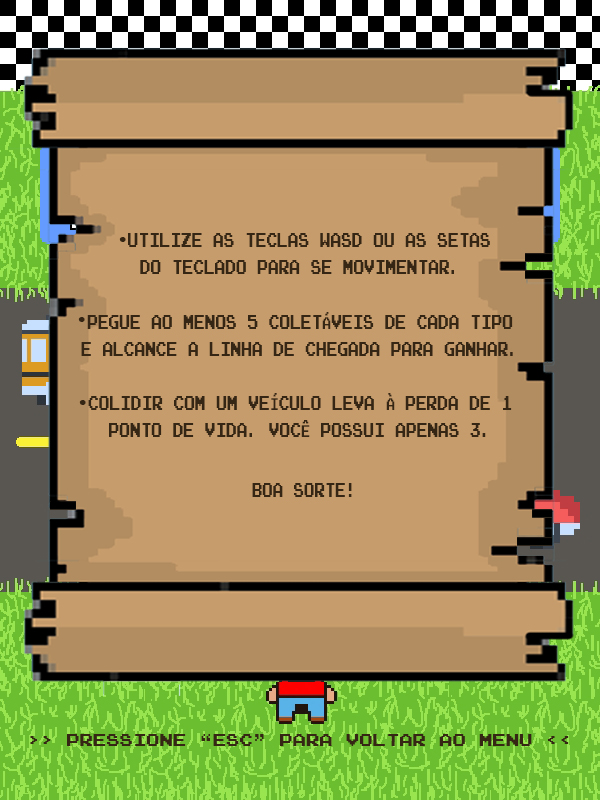 •UTILIZE AS TECLAS WASD OU AS SETAS
DO TECLADO PARA SE MOVIMENTAR.
•PEGUE AO MENOS 5 COLETÁVEIS DE CADA TIPO
E ALCANCE A LINHA DE CHEGADA PARA GANHAR.
•COLIDIR COM UM VEÍCULO LEVA À PERDA DE 1
PONTO DE VIDA. VOCÊ POSSUI APENAS 3.
BOA SORTE!
>> PRESSIONE “ESC” PARA VOLTAR AO MENU <<